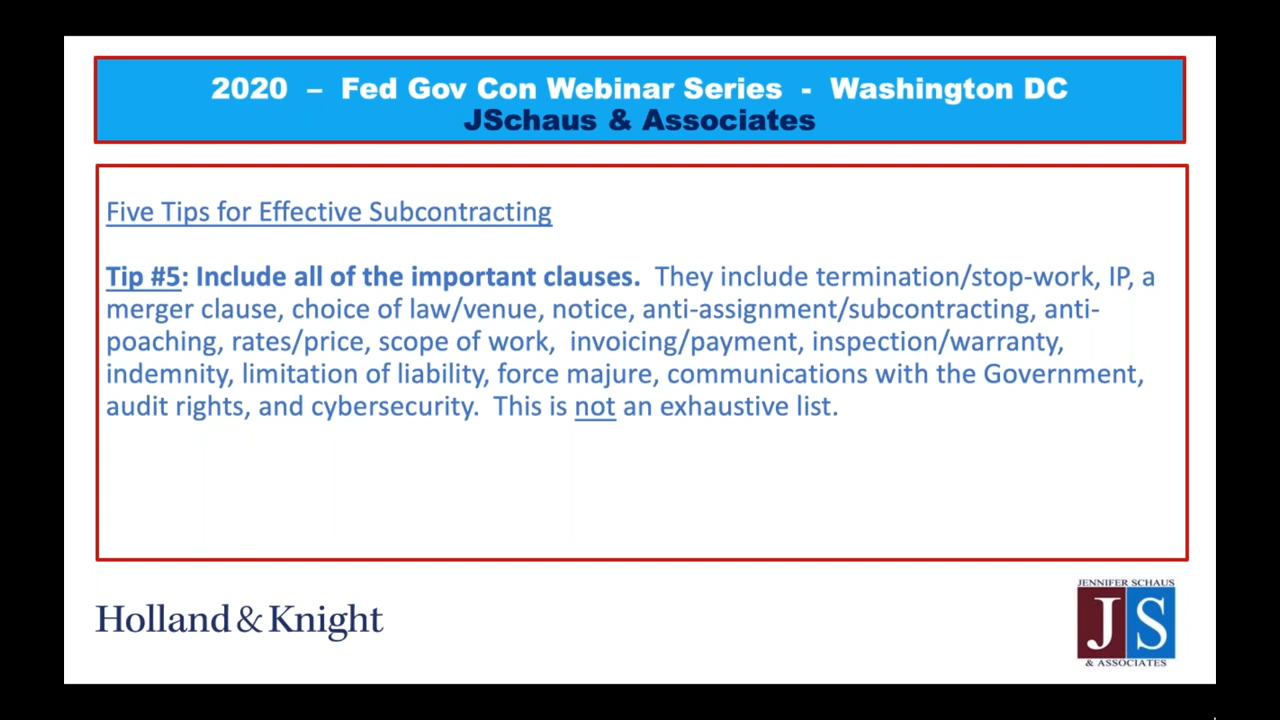 2020 – Fed Gov Con Webinar Series - Washington DC
JSchaus & Associates
Five Tips for Effective Subcontracting
Tip #5: Include all of the important clauses. They include termination/stop-work, IP, a
merger clause, choice of law/venue, notice, anti-assignment/subcontracting, anti-
poaching, rates/price, scope of work, invoicing/payment, inspection/warranty,
indemnity, limitation of liability, force majure, communications with the Government,
audit rights, and cybersecurity. This is not an exhaustive list.
Holland & Knight
JENNIFER SCHAUS
JS
& ASSOCIATES